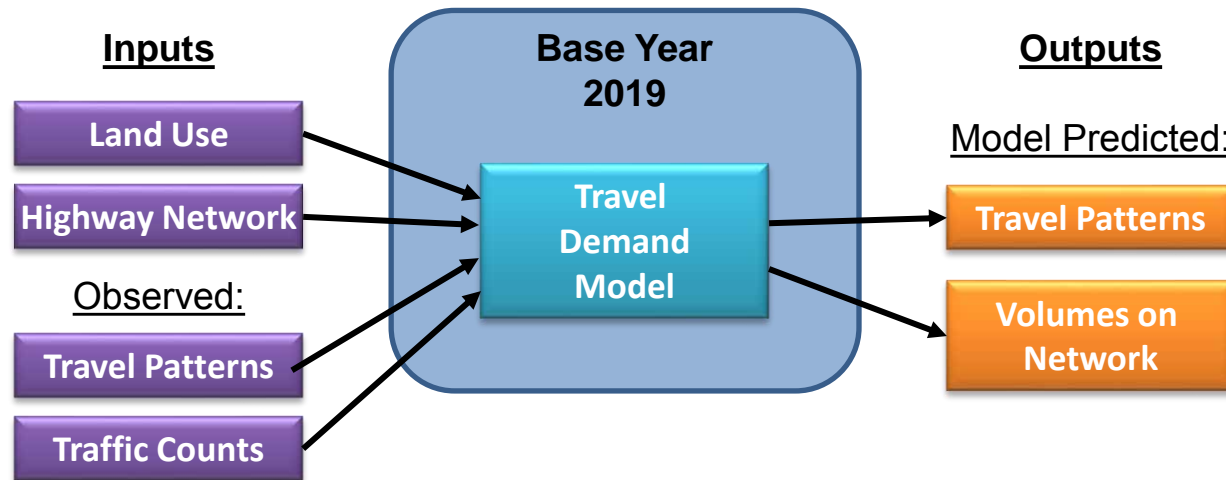 Inputs
Land Use
Highway Network
Observed:
Travel Patterns
Traffic Counts
Base Year
2019
Travel
Demand
Model
Outputs
Model Predicted:
Travel Patterns
Volumes on
Network